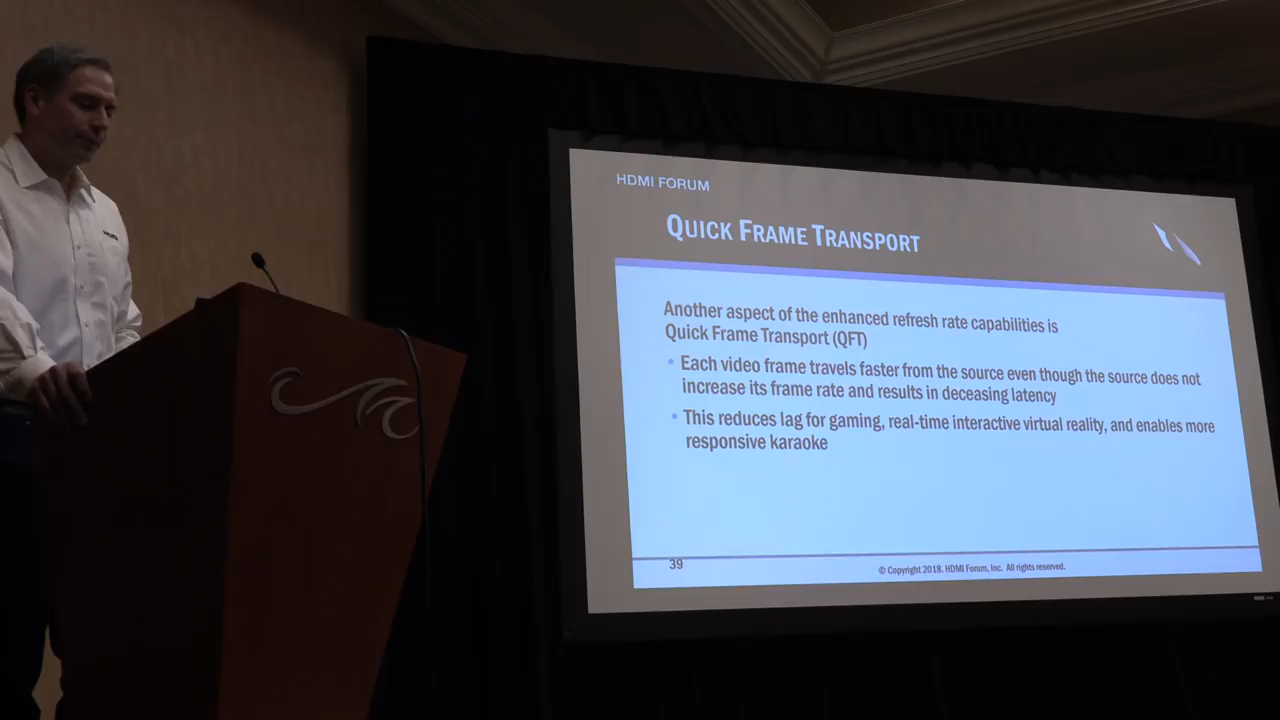 HDMI FORUM
QUICK FRAME TRANSPORT
Another aspect of the enhanced refresh rate capabilities is
Quick Frame Transport (QFT)
• Each video frame travels faster from the source even though the source does not
increase its frame rate and results in deceasing latency
• This reduces lag for gaming, real-time interactive virtual reality, and enables more
responsive karaoke
39
© Copyright 2018. HDMI Forum, Inc. All rights reserved.